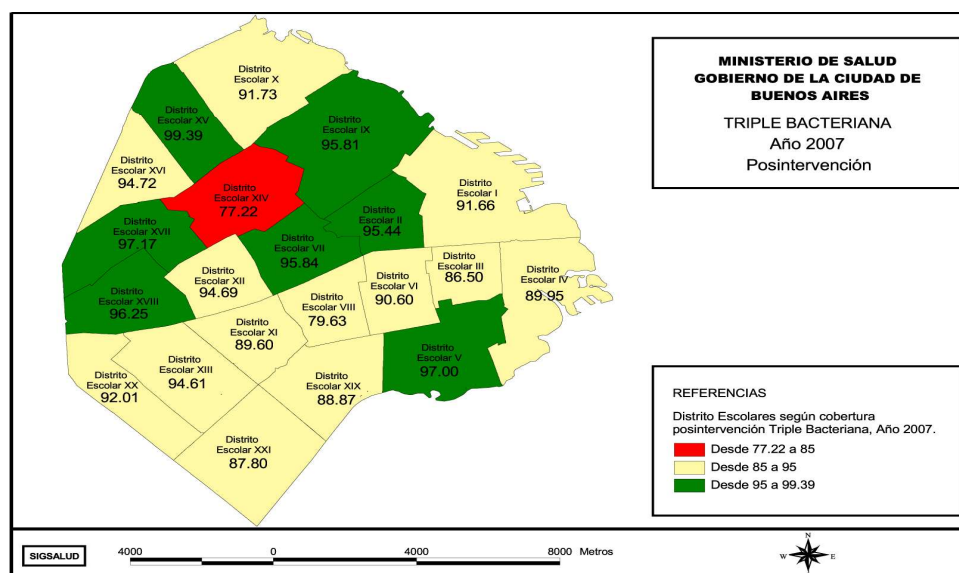 MINISTERIO DE SALUD
GOBIERNO DE LA CIUDAD DE
BUENOS AIRES
TRIPLE BACTERIANA
Año 2007
Posintervención
Distrito
Escolar X
91.73
Distrito
Escolar XV
99.39
Distrito
Escolar IX
95.81
Distrito
Escolar XVI
94.72
Distrito
Escolar XIV
77.22
Distrito
Escolar I
91.66
Distrito
Escolar XVII
97.17
Distrito
Escolar II
95.44
Distrito
Escolar VII
95.84
Distrito
Escolar XII
94.69
Distrito
Escolar III
86.50
Distrito
Escolar IV
89.95
Distrito
Escolar VI
90.60
Distrito
Escolar XVIII
96.25
Distrito
Escolar VIII
79.63
Distrito
Escolar XI
89.60
Distrito
Escolar V
97.00
Distrito
Escolar XIII
94.61
Distrito
Escolar XX
92.01
Distrito
Escolar XIX
88.87
Distrito
Escolar XXI
87.80
REFERENCIAS
Distrito Escolares según cobertura
posintervención Triple Bacteriana, Año 2007.
Desde 77.22 a 85
Desde 85 a 95
Desde 95 a 99.39
SIGSALUD
4000 0 4000 8000 Metros
N
W E
S